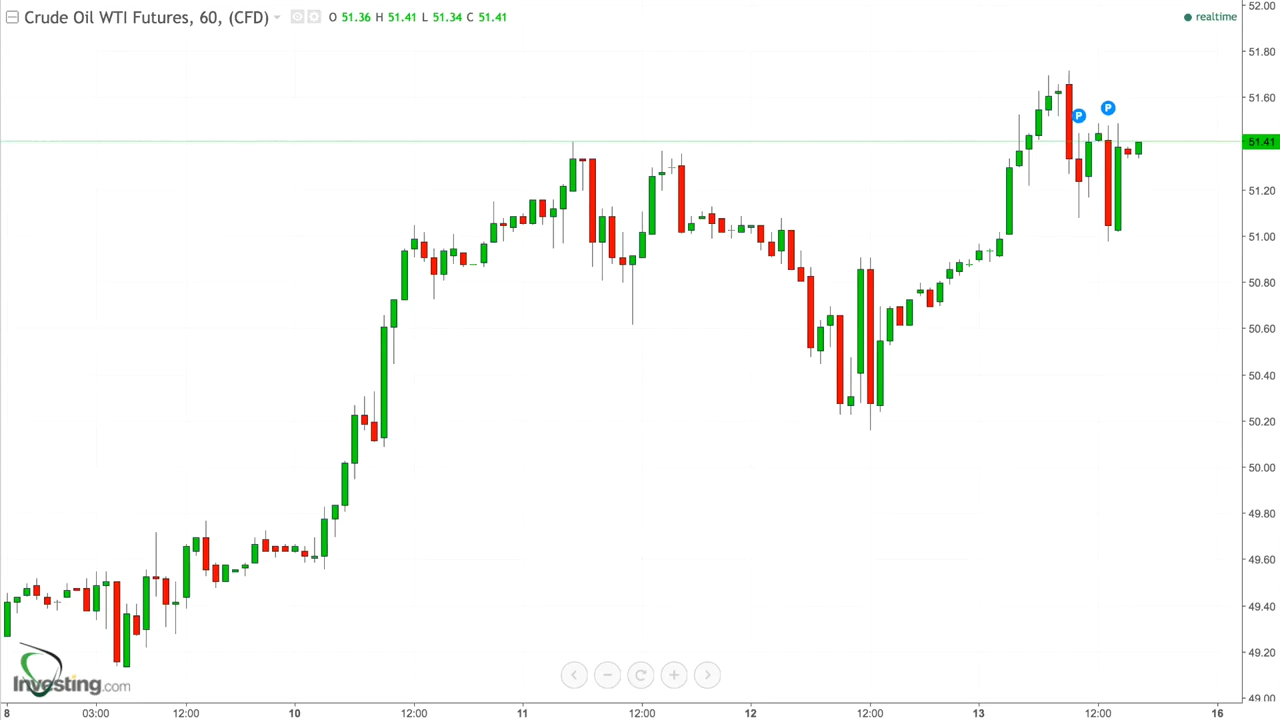 Crude Oil WTI Futures, 60, (CFD) O 51.36 H 51.41 L 51.34 C 51.41
realtime
52.00
51.80
51.60
P
P
51.41
51.20
51.00
50.80
50.60
50.40
50.20
50.00
49.80
49.60
49.40
49.20
49.00
Investing.com
8 03:00 12:00 10 12:00 11 12:00 12 12:00 13 12:00 16